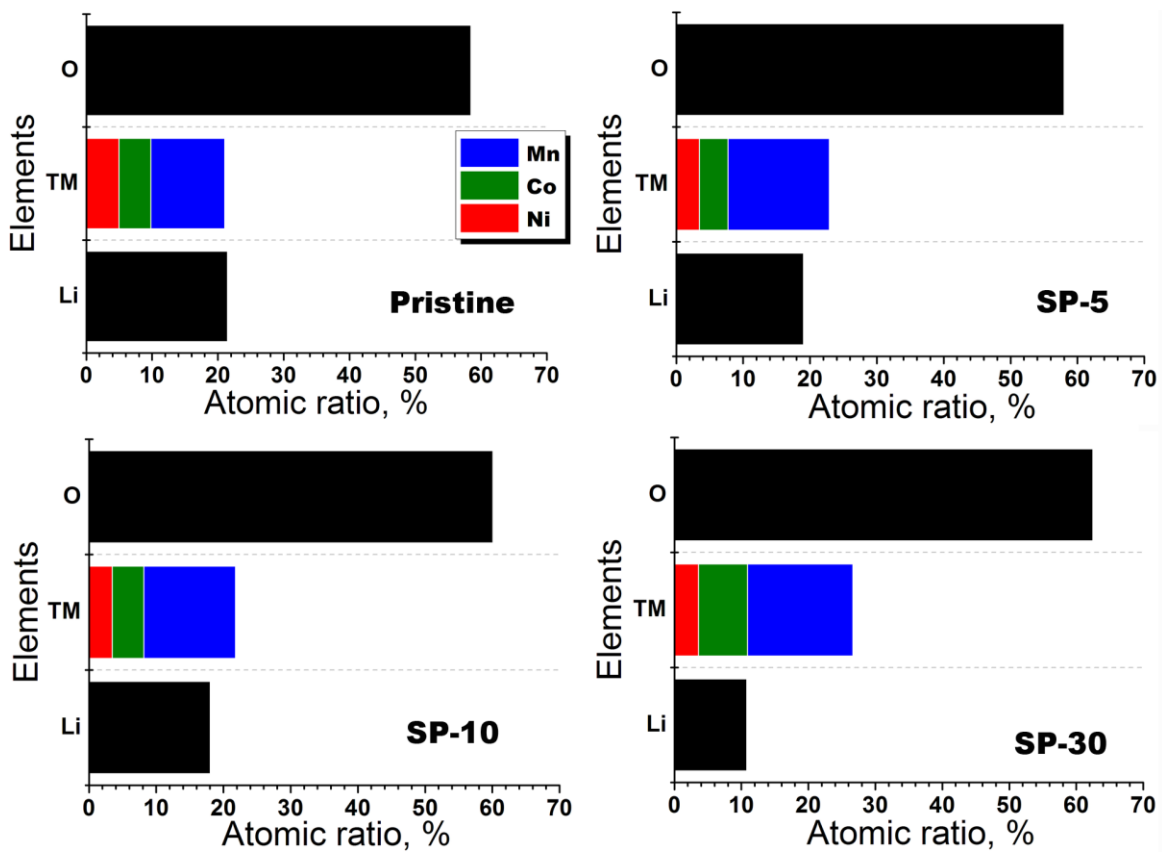 O
TM
Li
Elements
Mn
Co
Ni
Pristine
0 10 20 30 40 50 60 70
Atomic ratio, %
O
TM
Li
Elements
SP-5
0 10 20 30 40 50 60 70
Atomic ratio, %
O
TM
Li
Elements
SP-10
0 10 20 30 40 50 60 70
Atomic ratio, %
O
TM
Li
Elements
SP-30
0 10 20 30 40 50 60 70
Atomic ratio, %